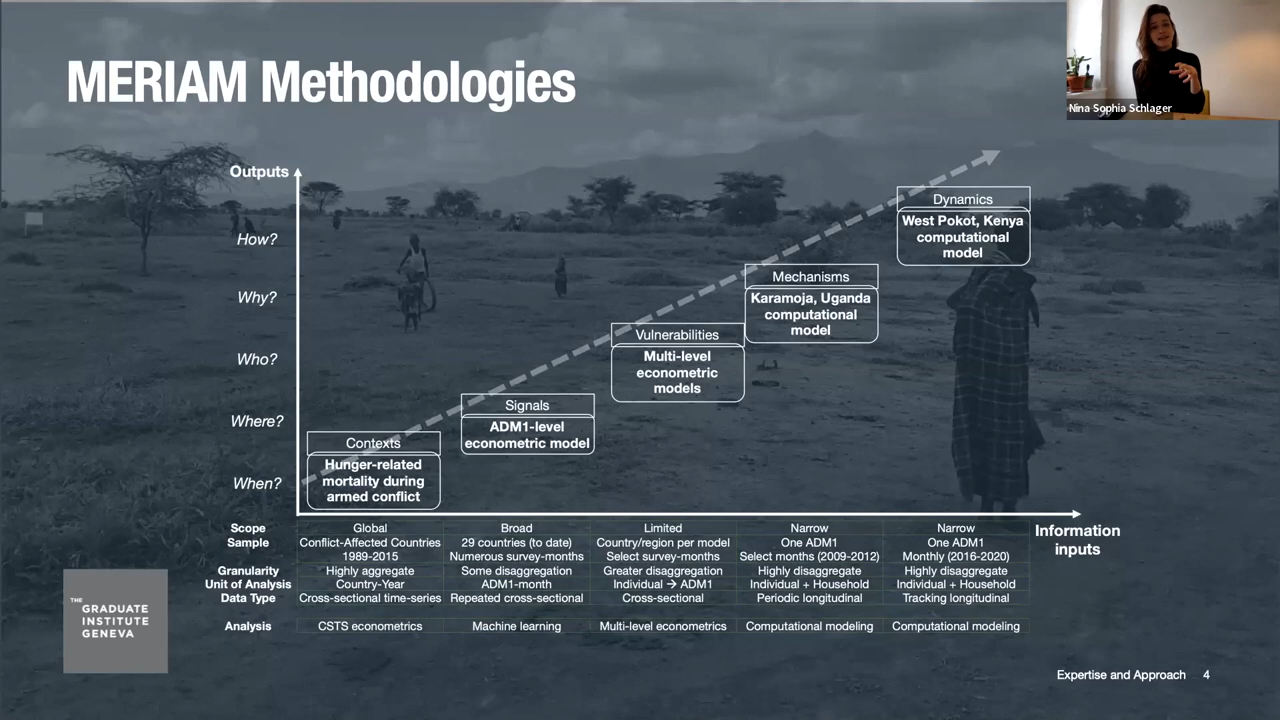 MERIAM Methodologies
Nina Sophia Schlager
Outputs
How?
Why?
Who?
Where?
When?
Dynamics
West Pokot, Kenya
computational
model
Mechanisms
Karamoja, Uganda
computational
model
Vulnerabilities
Multi-level
econometric
models
Signals
ADM1-level
econometric model
Contexts
Hunger-related
mortality during
armed conflict
Information
inputs
Scope Global Broad Limited Narrow Narrow
Sample Conflict-Affected Countries 29 countries (to date) Country/region per model One ADM1 One ADM1
1989-2015 Numerous survey-months Select survey-months Select months (2009-2012) Monthly (2016-2020)
Granularity Highly aggregate Some disaggregation Greater disaggregation Highly disaggregate Highly disaggregate
Unit of Analysis Country-Year ADM1-month Individual → ADM1 Individual + Household Individual + Household
Data Type Cross-sectional time-series Repeated cross-sectional Cross-sectional Periodic longitudinal Tracking longitudinal
Analysis CSTS econometrics Machine learning Multi-level econometrics Computational modeling Computational modeling
THE
GRADUATE
INSTITUTE
GENEVA
Expertise and Approach 4